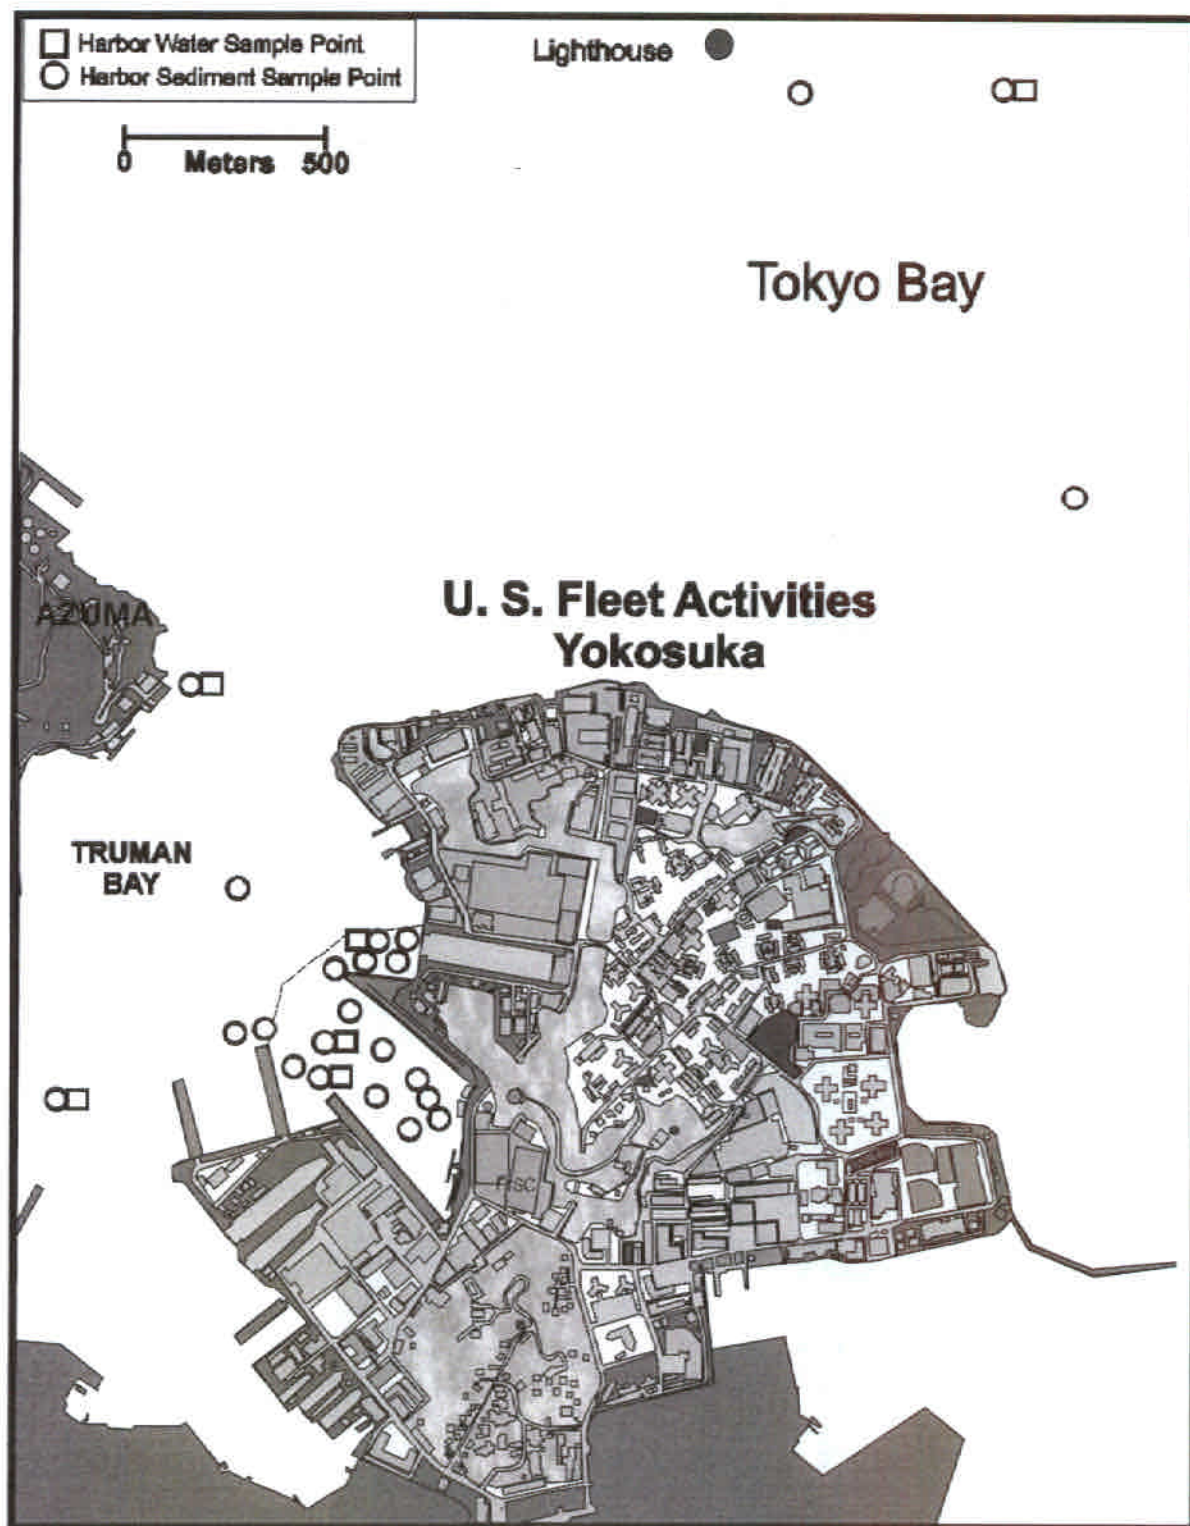 Harbor Water Sample Point
Harbor Sediment Sample Point
Lighthouse
0 Meters 500
Tokyo Bay
U. S. Fleet Activities
Yokosuka
AZUMA
TRUMAN
BAY
FISC